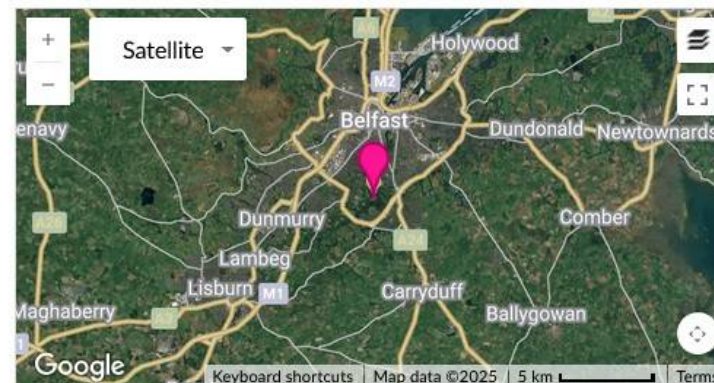 +
Satellite
−
A6
Holywood
M2
Belfast
Dundonald
Newtownards
enavy
A26
Dunmurry
Comber
A24
Lambeg
Lisburn
M1
Carryduff
Ballygowan
Maghaberry
A3
1
Google
Keyboard shortcuts
Map data ©2025
5 km
Terms